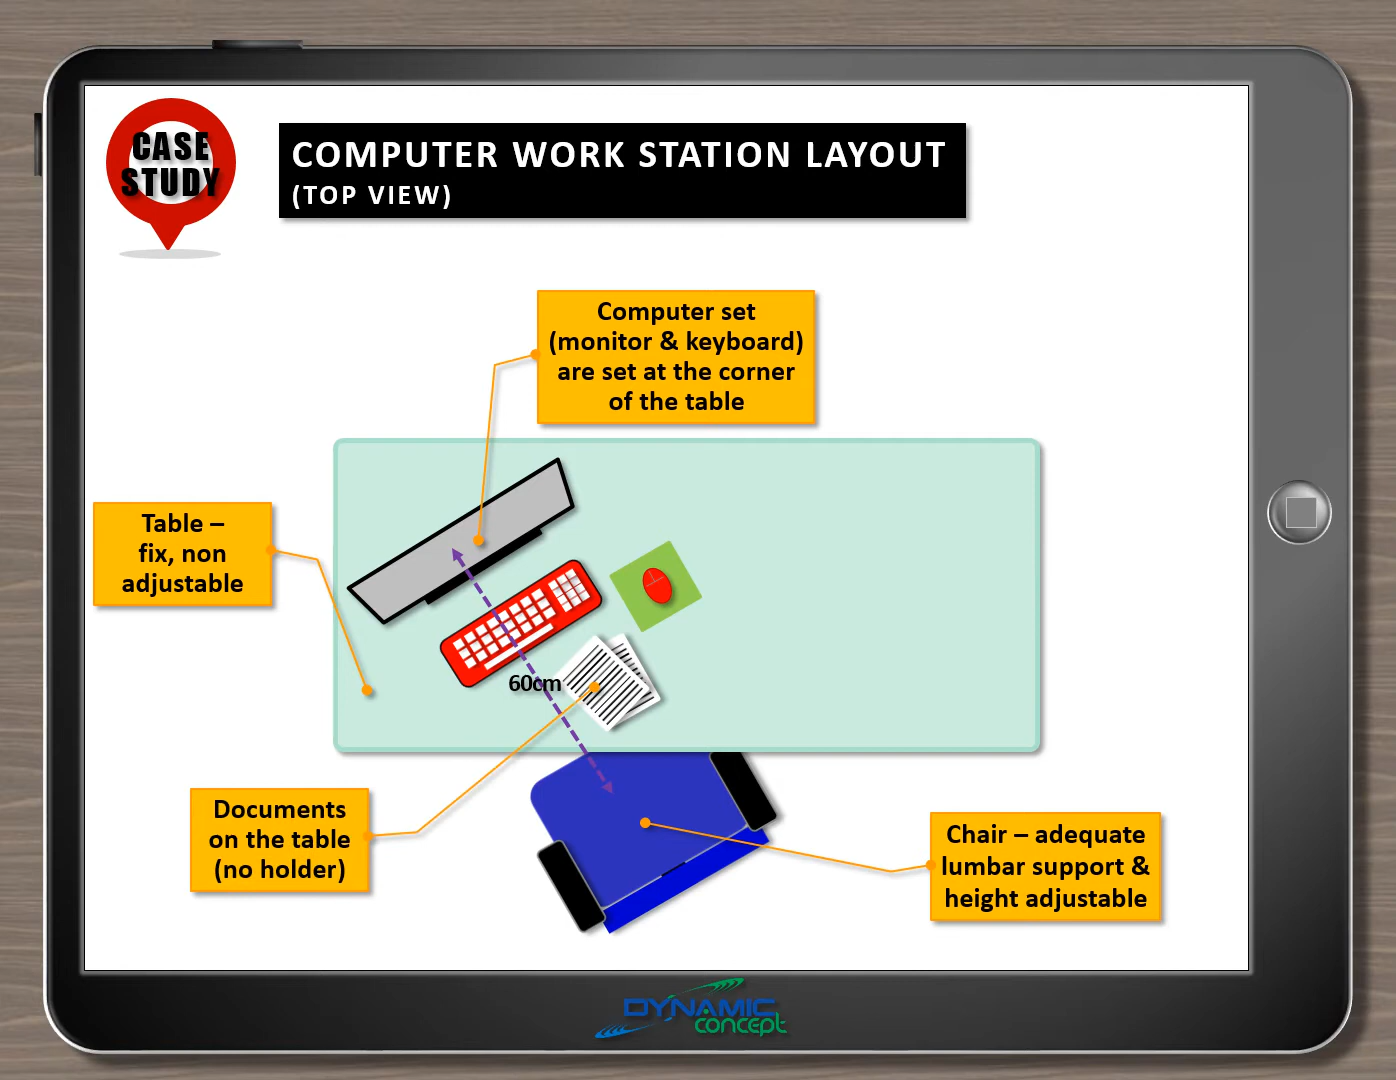 CASE
STUDY
COMPUTER WORK STATION LAYOUT
(TOP VIEW)
Computer set
(monitor & keyboard)
are set at the corner
of the table
Table –
fix, non
adjustable
60cm
Documents
on the table
(no holder)
Chair – adequate
lumbar support &
height adjustable
DYNAMIC
concept